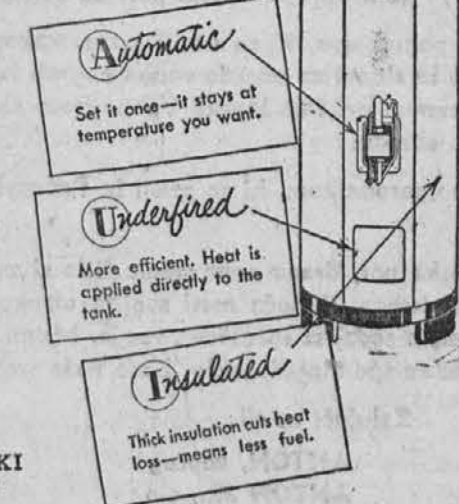 Automatic
Set it once—it stays at
temperature you want.
Underfired
More efficient. Heat is
applied directly to the
tank.
Insulated
Thick insulation cuts heat
loss—means less fuel.
KI